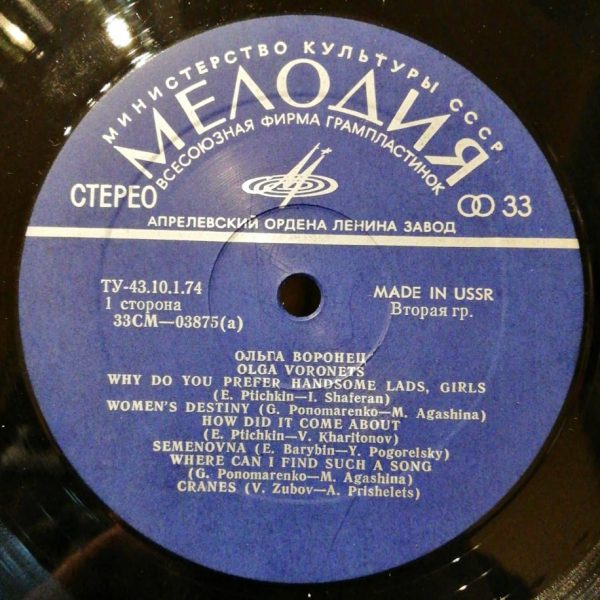 МИНИСТЕРСТВО КУЛЬТУРЫ СССР
МЕЛОДИЯ
ВСЕСОЮЗНАЯ ФИРМА ГРАМПЛАСТИНОК
СТЕРЕО
33
АПРЕЛЕВСКИЙ ОРДЕНА ЛЕНИНА ЗАВОД
ТУ-43.10.1.74
MADE IN USSR
1 сторона
Вторая гр.
33СМ—03875(а)
ОЛЬГА ВОРОНЕЦ
OLGA VORONETS
WHY DO YOU PREFER HANDSOME LADS, GIRLS
(E. Ptichkin—I. Shaferan)
WOMEN'S DESTINY (G. Ponomarenko—M. Agashina)
HOW DID IT COME ABOUT
(E. Ptichkin—V. Kharitonov)
SEMENOVNA (E. Barybin—Y. Pogorelsky)
WHERE CAN I FIND SUCH A SONG
(G. Ponomarenko—M. Agashina)
CRANES (V. Zubov—A. Prishelets)